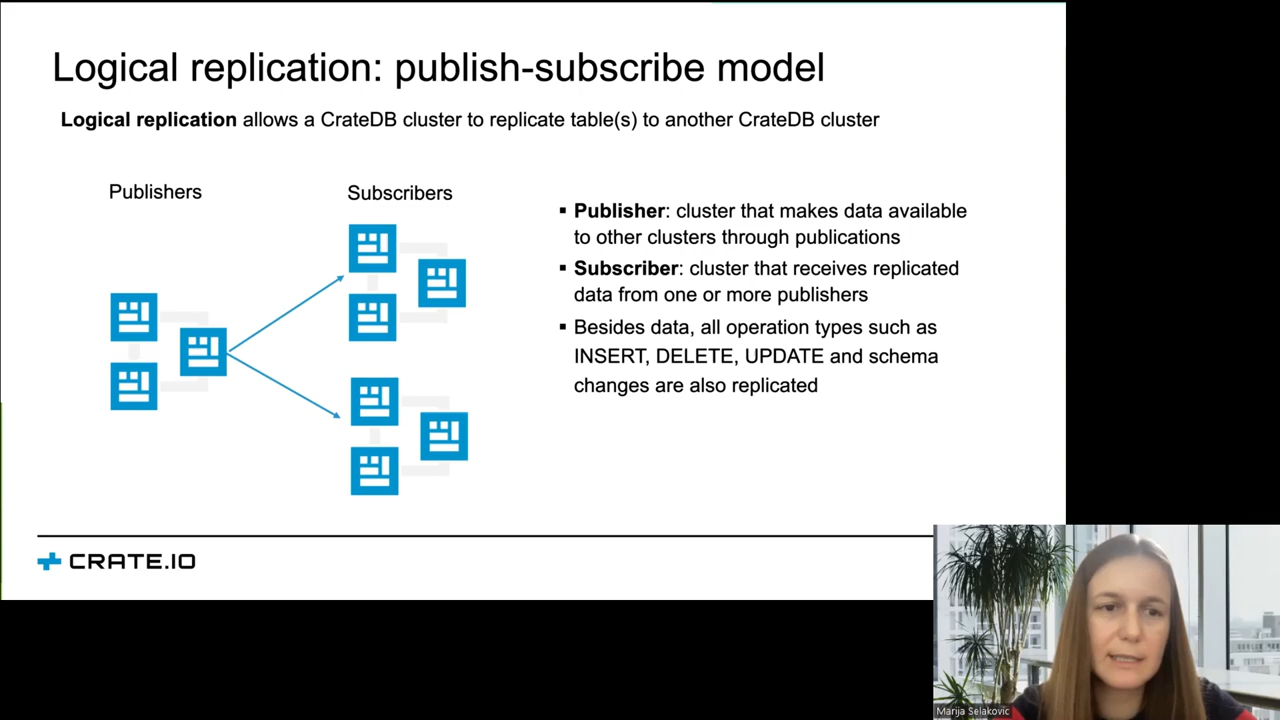 Logical replication: publish-subscribe model
Logical replication allows a CrateDB cluster to replicate table(s) to another CrateDB cluster
Publishers
Subscribers
▪ Publisher: cluster that makes data available
to other clusters through publications
▪ Subscriber: cluster that receives replicated
data from one or more publishers
▪ Besides data, all operation types such as
INSERT, DELETE, UPDATE and schema
changes are also replicated
CRATE.IO
Marija Selakovic